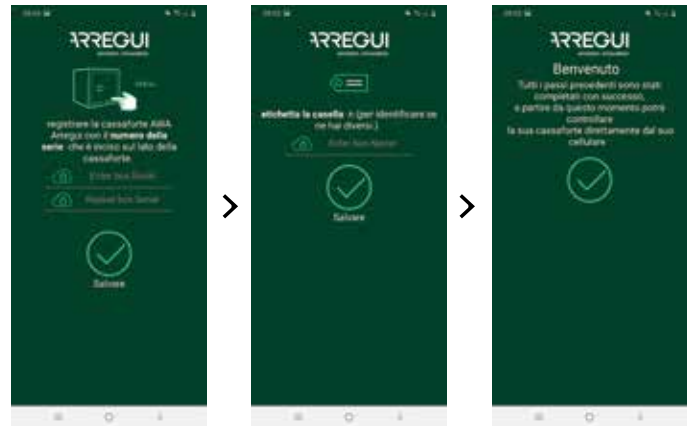 ARREGUI
registrare la cassaforte AWA
Arregui con il numero della
serie che è inciso sul lato della
cassaforte.
Enter box Serial
Repeat box Serial
Salvare
>
ARREGUI
etichetta la casella (per identificare se
ne hai diversi.)
Enter box Name
Salvare
>
ARREGUI
Benvenuto
Tutti i passi precedenti sono stati
completati con successo,
a partire da questo momento potrà
controllare
la sua cassaforte direttamente dal suo
cellulare